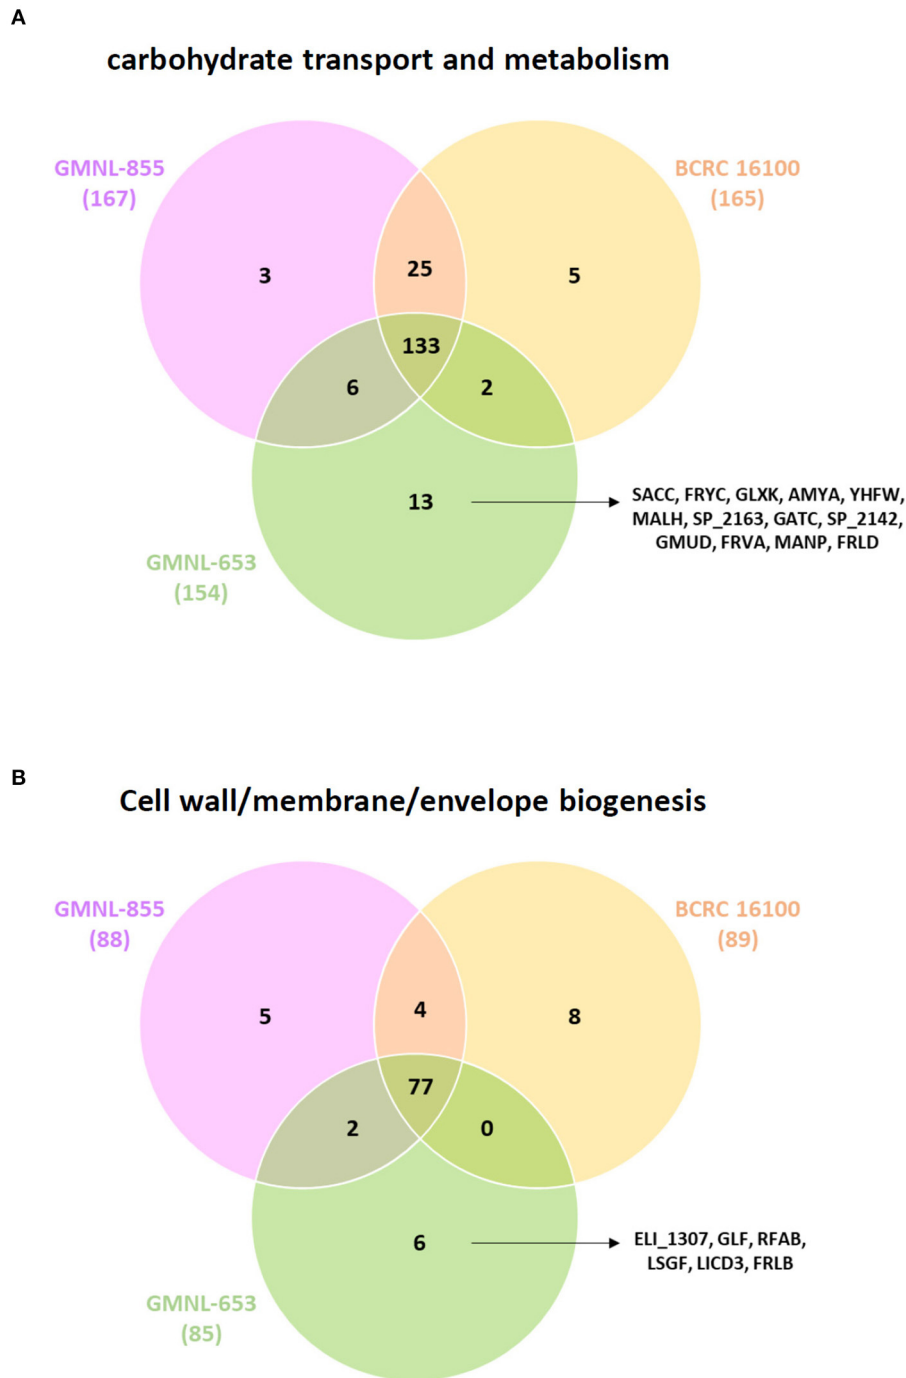 A
carbohydrate transport and metabolism
GMNL-855
(167)
BCRC 16100
(165)
3
25
5
133
6
2
13
SACC, FRYC, GLXK, AMYA, YHFW,
MALH, SP_2163, GATC, SP_2142,
GMUD, FRVA, MANP, FRLD
GMNL-653
(154)
B
Cell wall/membrane/envelope biogenesis
GMNL-855
(88)
BCRC 16100
(89)
5
4
8
77
2
0
6
ELI_1307, GLF, RFAB,
LSGF, LICD3, FRLB
GMNL-653
(85)